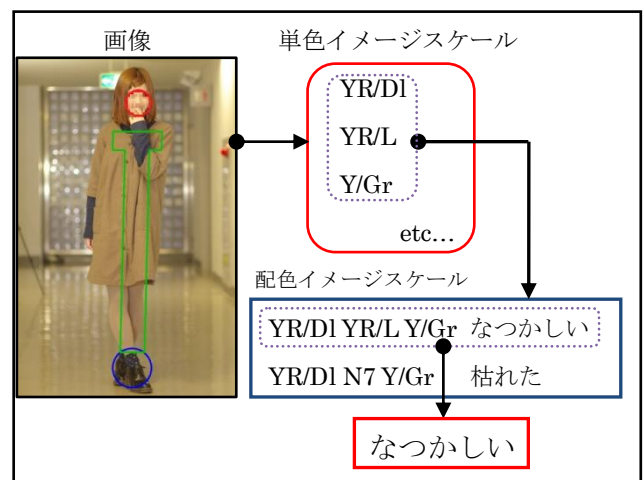 画像
単色イメージスケール
YR/Dl
YR/L
Y/Gr
etc...
配色イメージスケール
YR/Dl YR/L Y/Gr なつかしい
YR/Dl N7 Y/Gr 枯れた
なつかしい